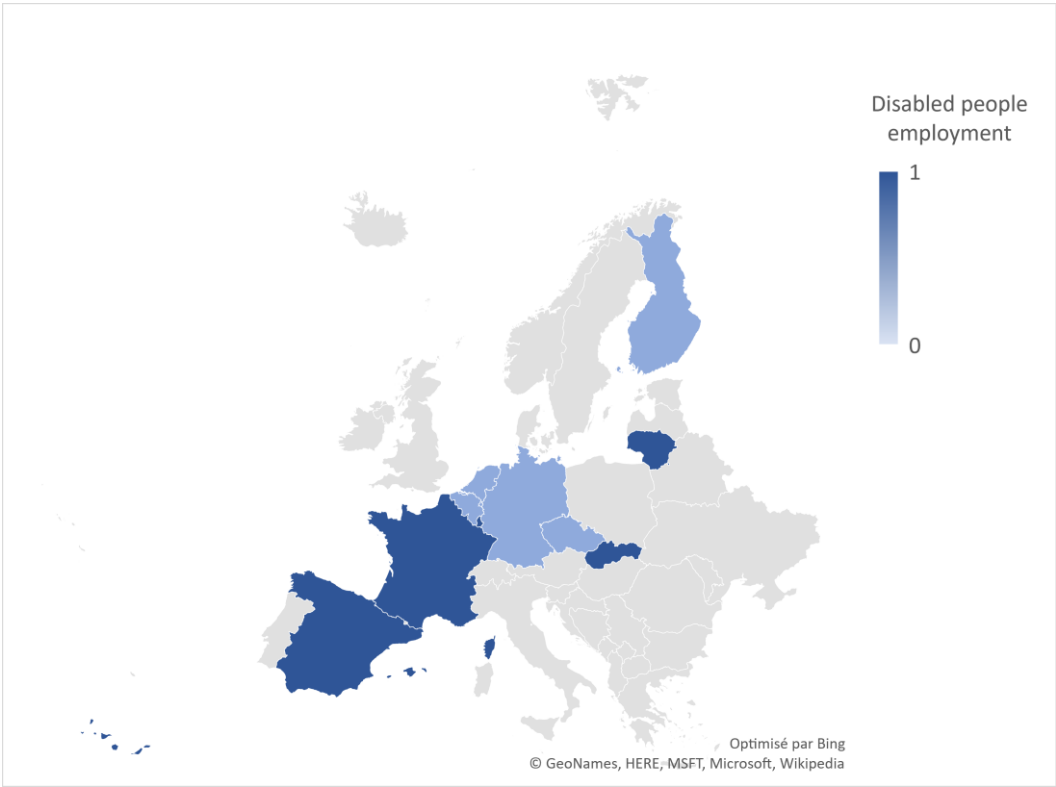 Disabled people
employment
1
0
Optimisé par Bing
© GeoNames, HERE, MSFT, Microsoft, Wikipedia